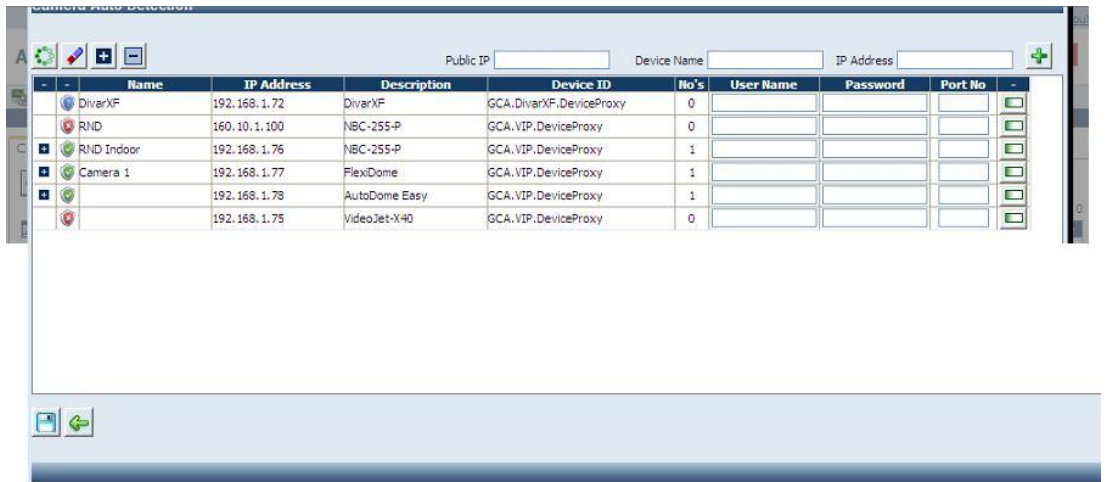 Camera Auto Detection
Public IP Device Name IP Address
- - Name IP Address Description Device ID No's User Name Password Port No -
DivarXF 192.168.1.72 DivarXF GCA.DivarXF.DeviceProxy 0
RND 160.10.1.100 NBC-255-P GCA.VIP.DeviceProxy 0
RND Indoor 192.168.1.76 NBC-255-P GCA.VIP.DeviceProxy 1
Camera 1 192.168.1.77 FlexiDome GCA.VIP.DeviceProxy 1
192.168.1.78 AutoDome Easy GCA.VIP.DeviceProxy 1
192.168.1.75 VideoJet-X40 GCA.VIP.DeviceProxy 0